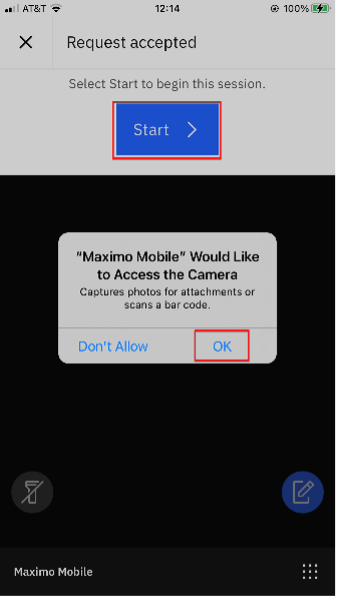 AT&T 12:14 100%
Request accepted
Select Start to begin this session.
Start
"Maximo Mobile" Would Like
to Access the Camera
Captures photos for attachments or
scans a bar code.
Don't Allow OK
Maximo Mobile